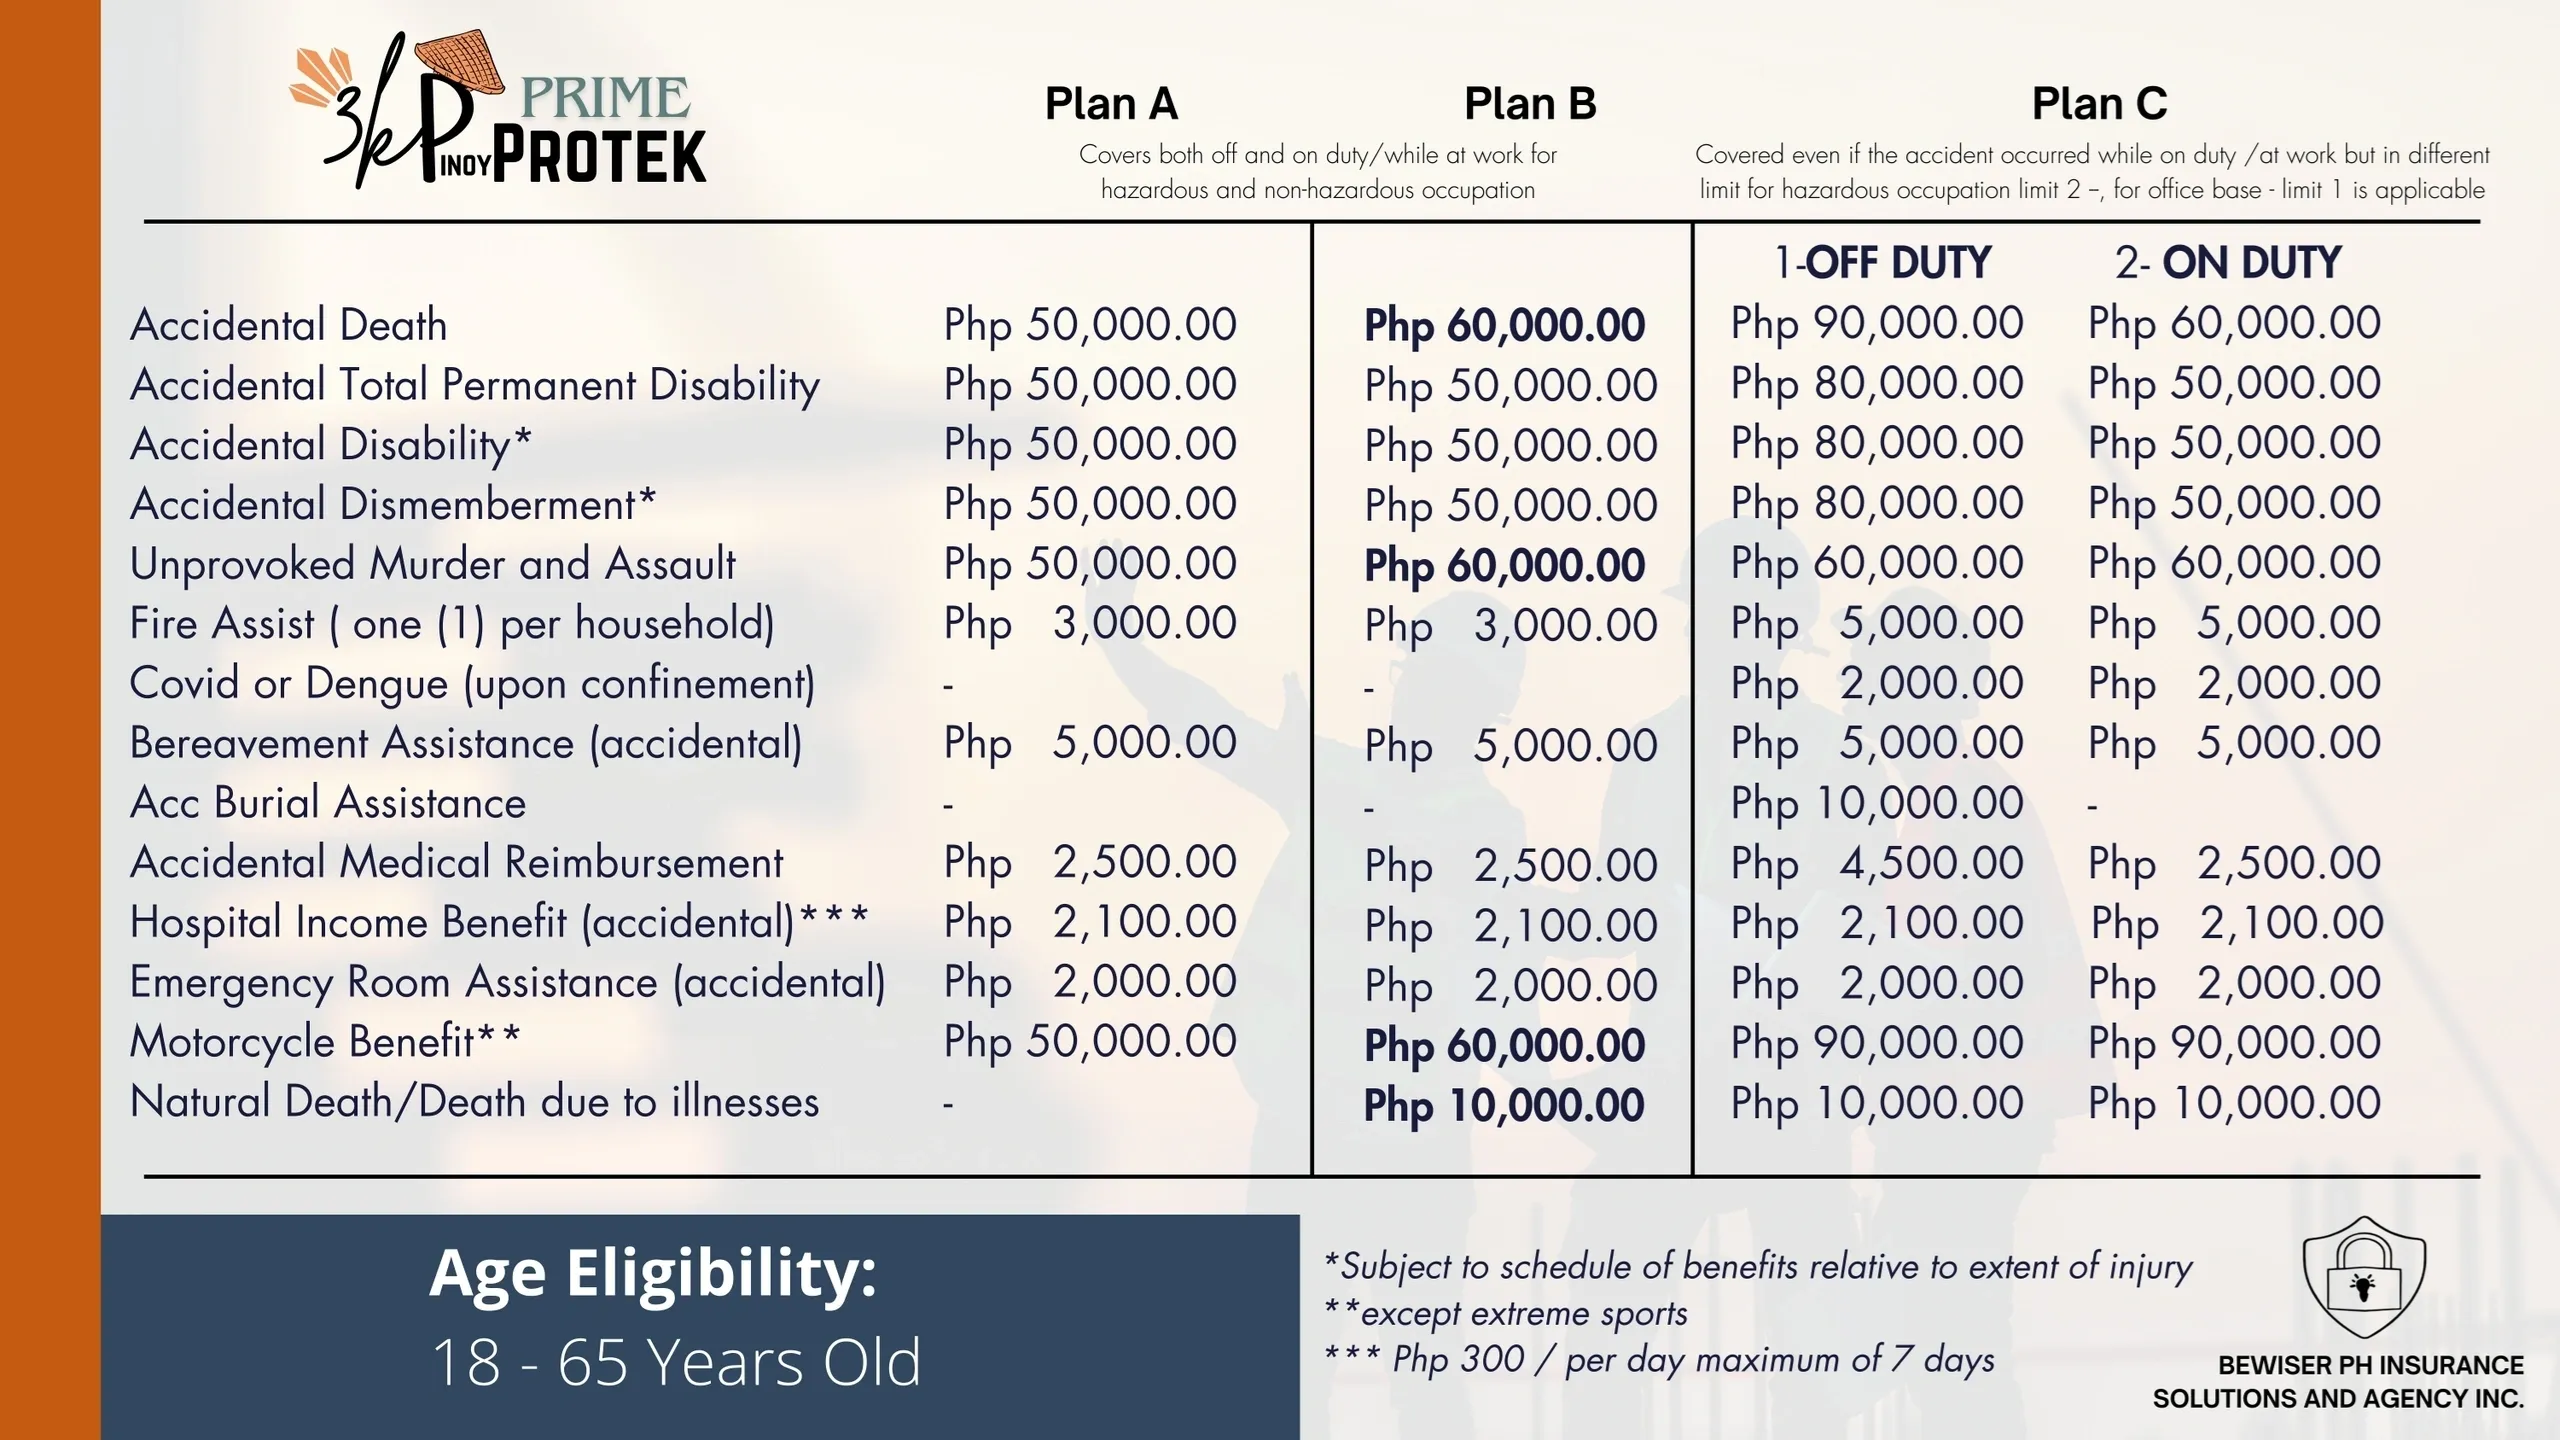 3kP PRIME
INOY PROTEK
Plan A
Plan B
Plan C
Covers both off and on duty/while at work for
hazardous and non-hazardous occupation
Covered even if the accident occurred while on duty /at work but in different
limit for hazardous occupation limit 2 –, for office base - limit 1 is applicable
1-OFF DUTY 2- ON DUTY
Accidental Death Php 50,000.00 Php 60,000.00 Php 90,000.00 Php 60,000.00
Accidental Total Permanent Disability Php 50,000.00 Php 50,000.00 Php 80,000.00 Php 50,000.00
Accidental Disability* Php 50,000.00 Php 50,000.00 Php 80,000.00 Php 50,000.00
Accidental Dismemberment* Php 50,000.00 Php 50,000.00 Php 80,000.00 Php 50,000.00
Unprovoked Murder and Assault Php 50,000.00 Php 60,000.00 Php 60,000.00 Php 60,000.00
Fire Assist ( one (1) per household) Php 3,000.00 Php 3,000.00 Php 5,000.00 Php 5,000.00
Covid or Dengue (upon confinement) - - Php 2,000.00 Php 2,000.00
Bereavement Assistance (accidental) Php 5,000.00 Php 5,000.00 Php 5,000.00 Php 5,000.00
Acc Burial Assistance - - Php 10,000.00 -
Accidental Medical Reimbursement Php 2,500.00 Php 2,500.00 Php 4,500.00 Php 2,500.00
Hospital Income Benefit (accidental)*** Php 2,100.00 Php 2,100.00 Php 2,100.00 Php 2,100.00
Emergency Room Assistance (accidental) Php 2,000.00 Php 2,000.00 Php 2,000.00 Php 2,000.00
Motorcycle Benefit** Php 50,000.00 Php 60,000.00 Php 90,000.00 Php 90,000.00
Natural Death/Death due to illnesses - Php 10,000.00 Php 10,000.00 Php 10,000.00
Age Eligibility:
18 - 65 Years Old
*Subject to schedule of benefits relative to extent of injury
**except extreme sports
*** Php 300 / per day maximum of 7 days
BEWISER PH INSURANCE
SOLUTIONS AND AGENCY INC.